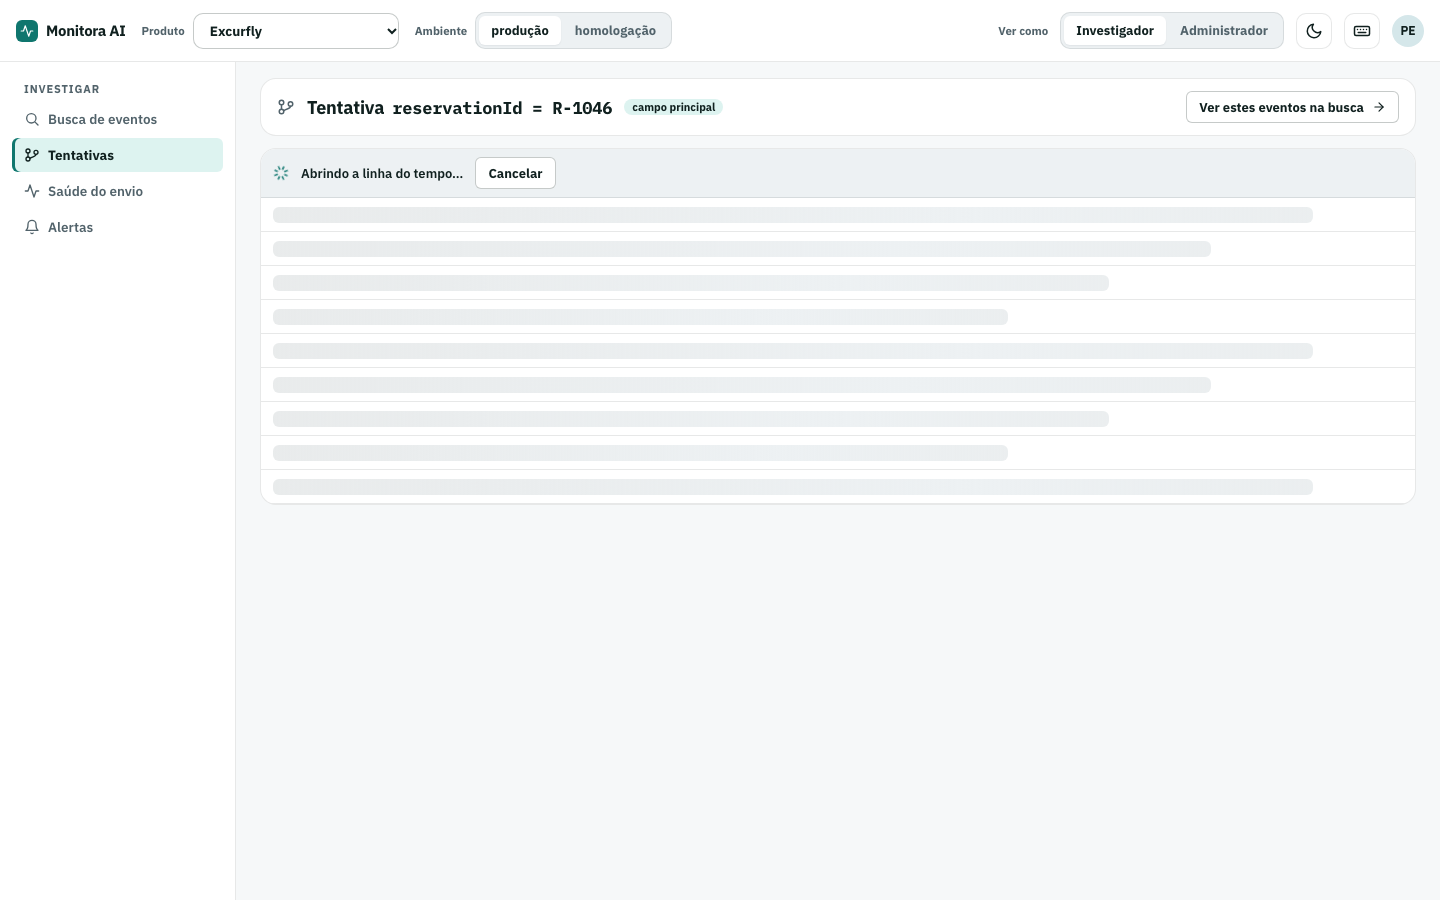 Monitora AI
Produto
Excurfly
Ambiente
produção
homologação
Ver como
Investigador
Administrador
PE
INVESTIGAR
Busca de eventos
Tentativas
Saúde do envio
Alertas
Tentativa reservationId = R-1046
campo principal
Ver estes eventos na busca
Abrindo a linha do tempo...
Cancelar